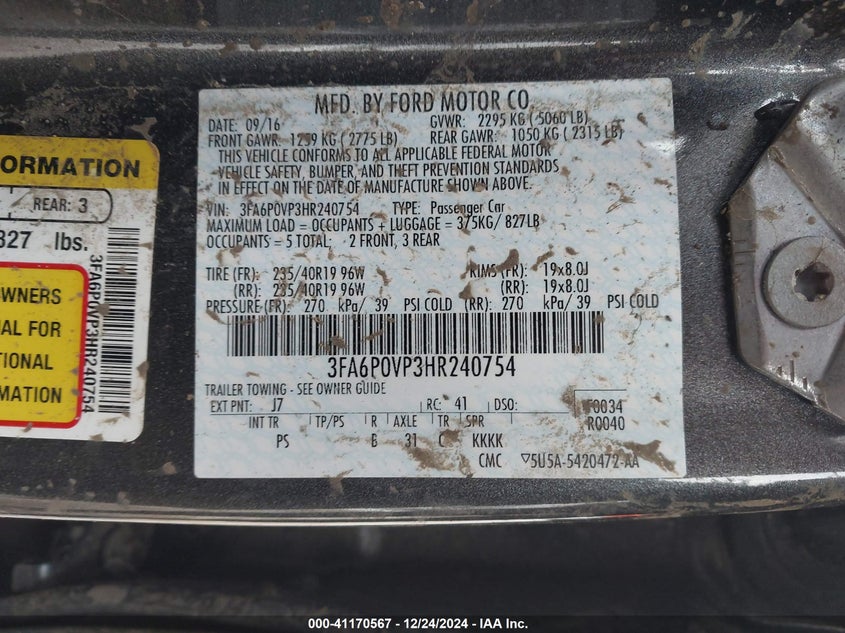 MFD. BY FORD MOTOR CO.
DATE: 09/16 GVWR: 2295 KG ( 5060 LB)
FRONT GAWR: 1259 KG ( 2775 LB) REAR GAWR: 1050 KG ( 2315 LB)
THIS VEHICLE CONFORMS TO ALL APPLICABLE FEDERAL MOTOR
VEHICLE SAFETY, BUMPER, AND THEFT PREVENTION STANDARDS
IN EFFECT ON THE DATE OF MANUFACTURE SHOWN ABOVE.
VIN: 3FA6P0VP3HR240754 TYPE: Passenger Car
MAXIMUM LOAD = OCCUPANTS + LUGGAGE = 375KG/ 827LB
OCCUPANTS = 5 TOTAL: 2 FRONT, 3 REAR
TIRE (FR): 235/40R19 96W RIMS (FR): 19x8.0J
(RR): 235/40R19 96W (RR): 19x8.0J
PRESSURE (FR): 270 kPa/ 39 PSI COLD (RR): 270 kPa/ 39 PSI COLD
3FA6P0VP3HR240754
TRAILER TOWING - SEE OWNER GUIDE
EXT PNT: J7 RC: 41 DSO: F0034
R0040
INT TR TP/PS R AXLE TR SPR
PS B 31 C KKKK
CMC 5U5A-5420472-AA
ORMATION
REAR: 3
327 lbs.
WNERS
AL FOR
TIONAL
MATION
3FA6P0VP3HR240754
000-41170567 - 12/24/2024 - IAA Inc.